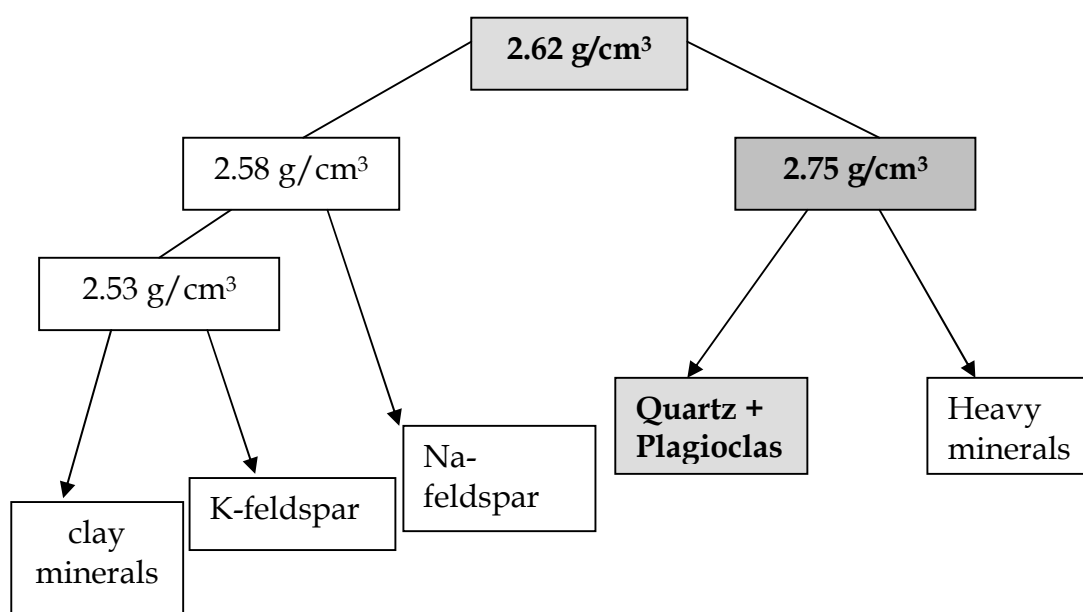 2.62 g/cm³
2.58 g/cm³
2.75 g/cm³
2.53 g/cm³
Quartz +
Plagioclas
Heavy
minerals
Na-
feldspar
K-feldspar
clay
minerals